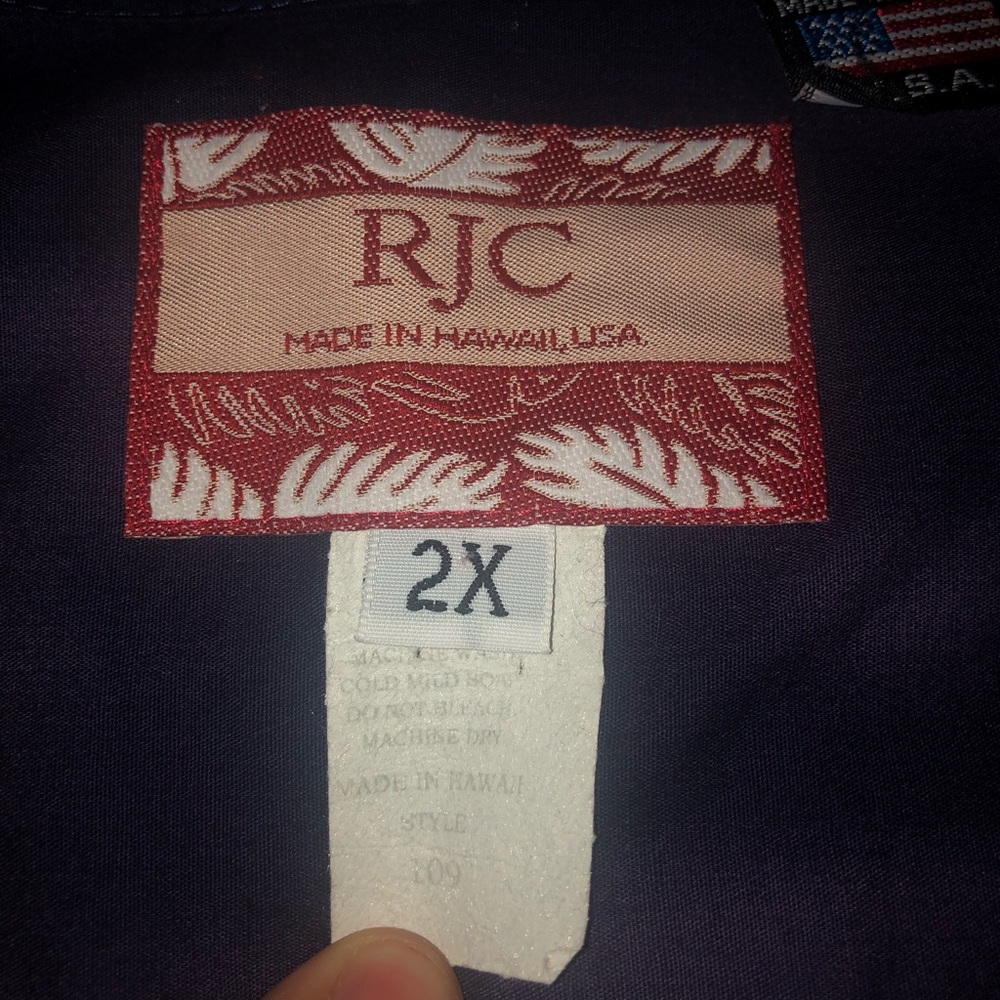 MADE
S.A.
RJC
MADE IN HAWAII, USA
2X
MACHINE WASH
COLD MILD SOAP
DO NOT BLEACH
MACHINE DRY
MADE IN HAWAII
STYLE
109